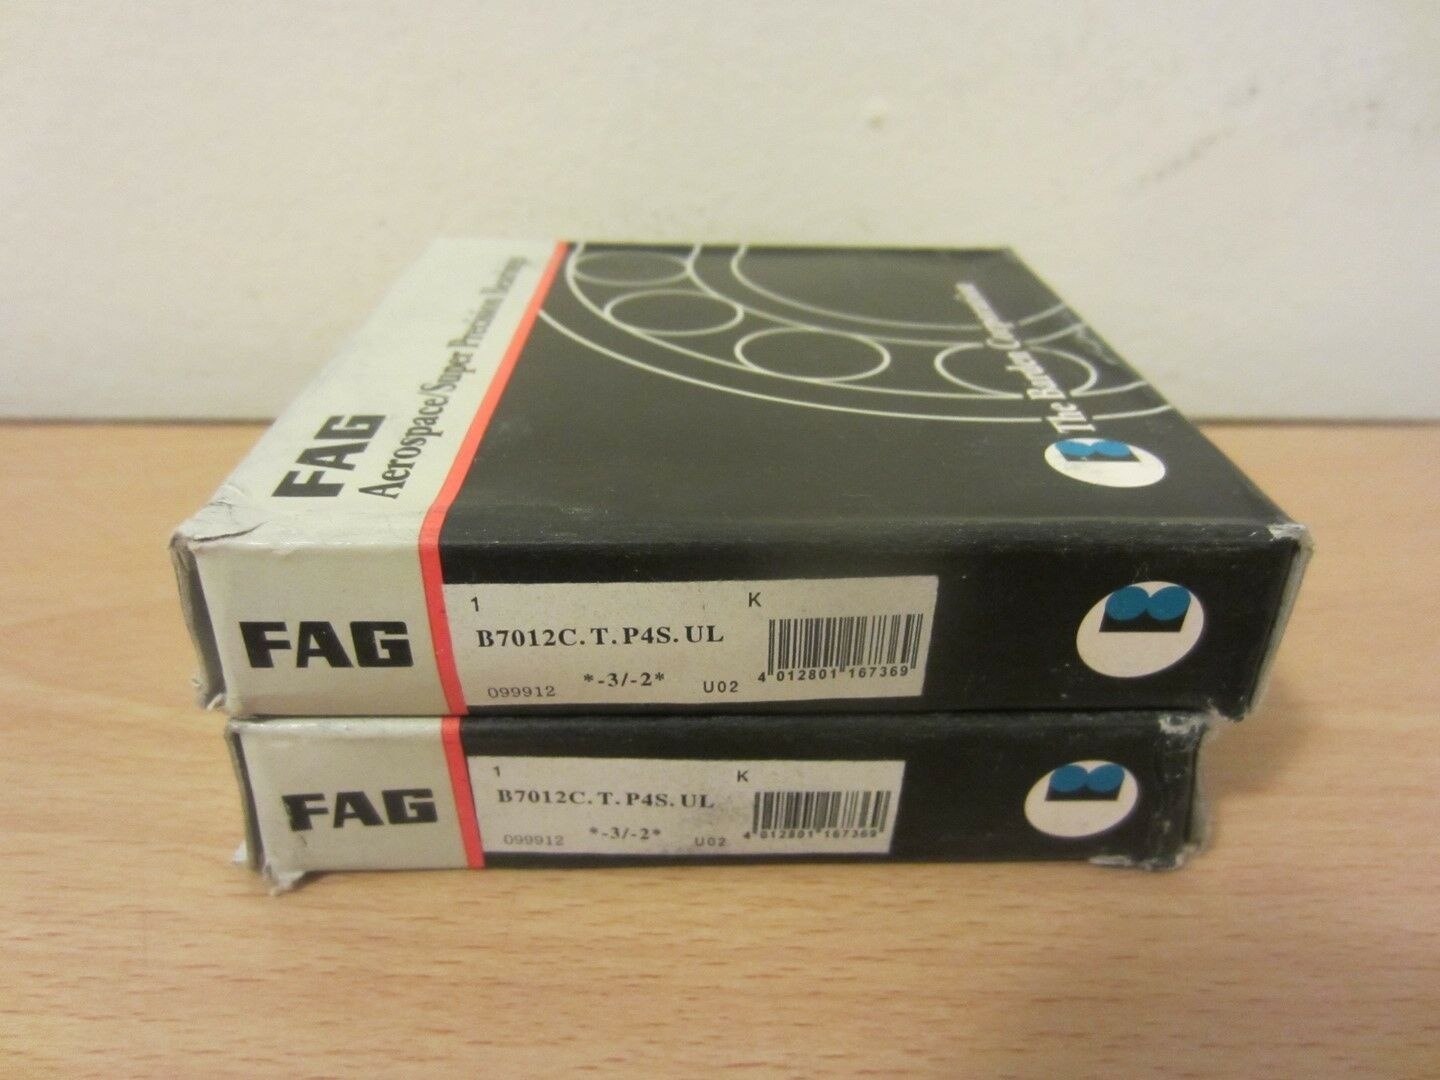 FAG
Aerospace/Super Precision Bearings
The Barden Corporation
B
FAG
1 K
B7012C.T.P4S.UL
099912 *-3/-2* U02 4 012801 167369
B
FAG
1 K
B7012C.T.P4S.UL
099912 *-3/-2* U02 4 012801 167369
B